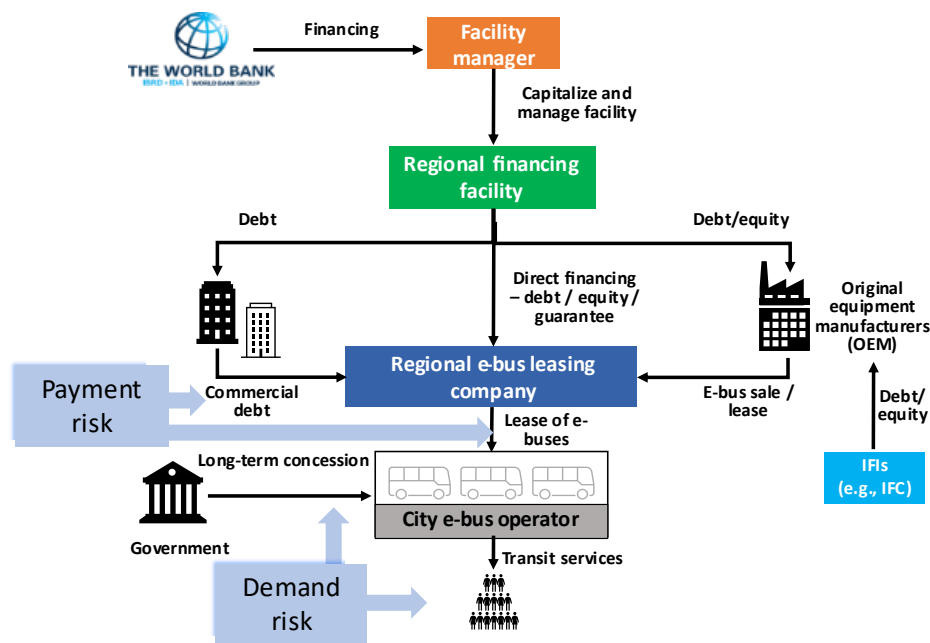 Financing
Facility
manager
THE WORLD BANK
IBRD • IDA | WORLD BANK GROUP
Capitalize and
manage facility
Regional financing
facility
Debt
Debt/equity
Direct financing
– debt / equity /
guarantee
Original
equipment
manufacturers
(OEM)
Regional e-bus leasing
company
Payment
risk
Commercial
debt
E-bus sale /
lease
Debt/
equity
Lease of e-
buses
Long-term concession
IFIs
(e.g., IFC)
City e-bus operator
Government
Transit services
Demand
risk